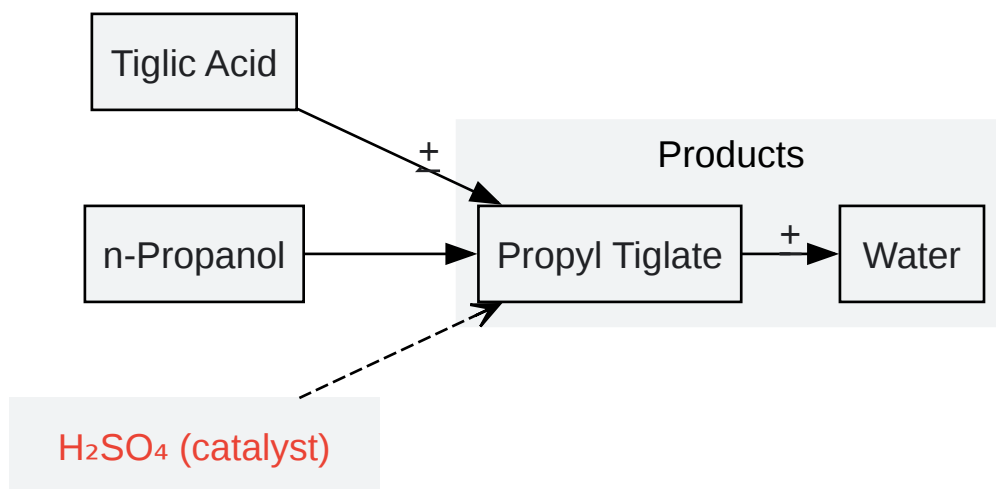 Tiglic Acid
+
Products
n-Propanol
Propyl Tiglate
+
Water
H₂SO₄ (catalyst)